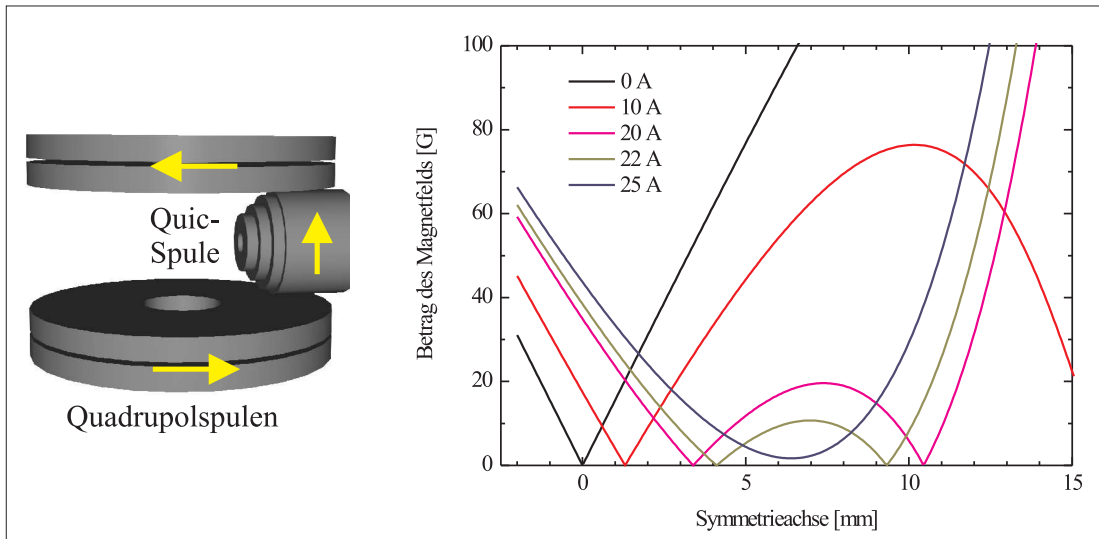 Quic-
Spule
Quadrupolspulen
Betrag des Magnetfelds [G]
100
80
60
40
20
0
0 A
10 A
20 A
22 A
25 A
0
5
10
15
Symmetrieachse [mm]